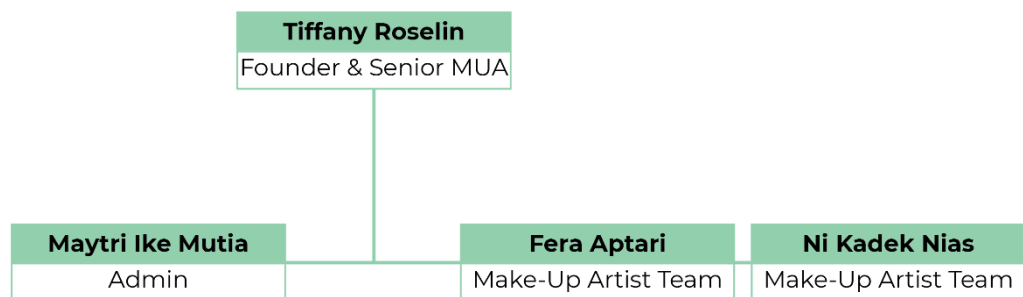 Tiffany Roselin
Founder & Senior MUA
Maytri Ike Mutia
Admin
Fera Aptari
Make-Up Artist Team
Ni Kadek Nias
Make-Up Artist Team